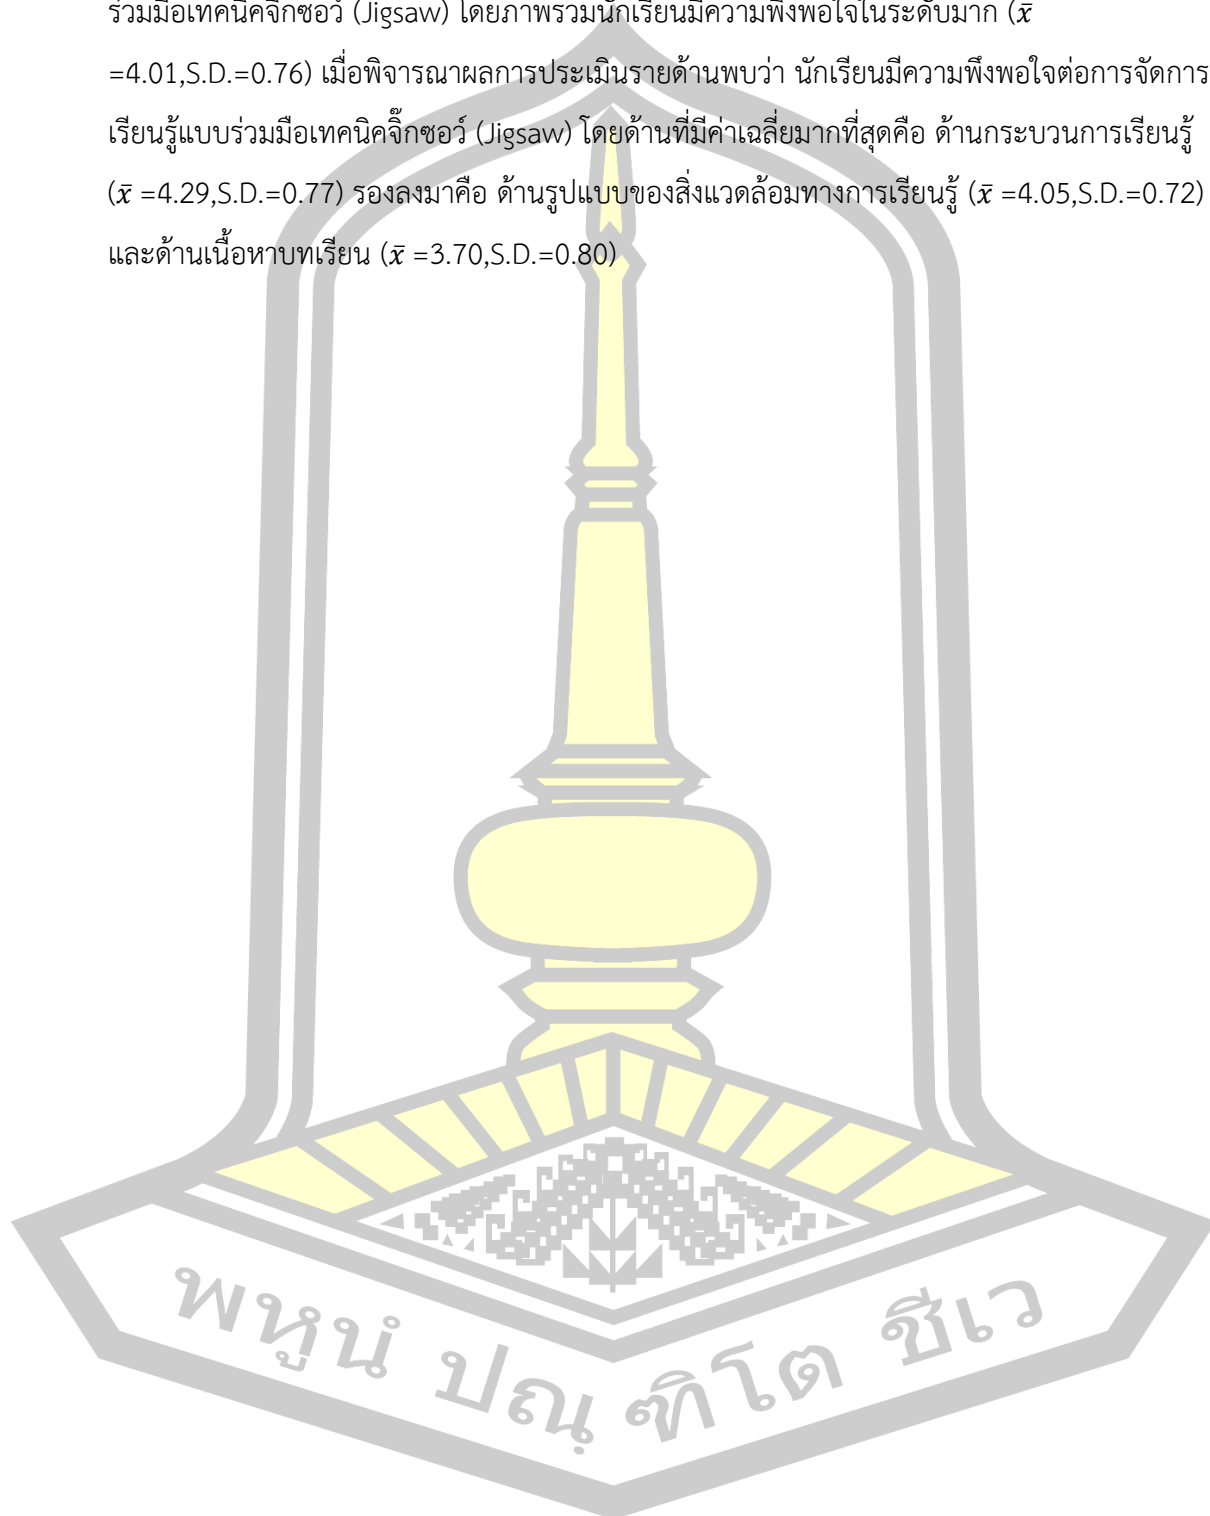 ร่วมมือเทคนิคจิ๊กซอว์ (Jigsaw) โดยภาพรวมนักเรียนมีความพึงพอใจในระดับมาก (x̄
=4.01,S.D.=0.76) เมื่อพิจารณาผลการประเมินรายด้านพบว่า นักเรียนมีความพึงพอใจต่อการจัดการ
เรียนรู้แบบร่วมมือเทคนิคจิ๊กซอว์ (Jigsaw) โดยด้านที่มีค่าเฉลี่ยมากที่สุดคือ ด้านกระบวนการเรียนรู้
(x̄ =4.29,S.D.=0.77) รองลงมาคือ ด้านรูปแบบของสิ่งแวดล้อมทางการเรียนรู้ (x̄ =4.05,S.D.=0.72)
และด้านเนื้อหาบทเรียน (x̄ =3.70,S.D.=0.80)
พหูนํ ปณฺฑิโต ชีเว